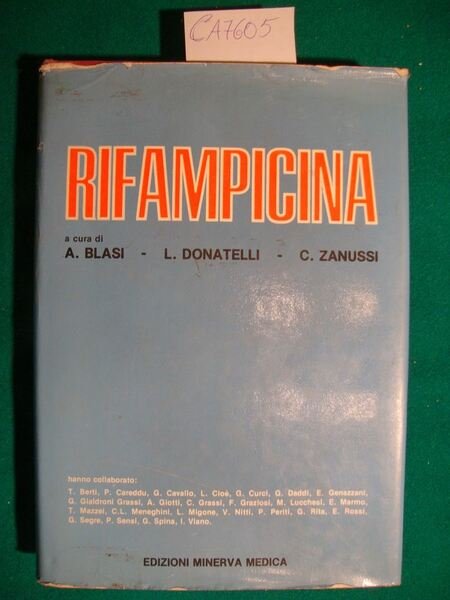 CA7605
RIFAMPICINA
a cura di
A. BLASI - L. DONATELLI - C. ZANUSSI
hanno collaborato:
T. Berti, P. Careddu, G. Cavallo, L. Cioè, G. Curci, G. Daddi, E. Genazzani,
G. Gialdroni Grassi, A. Giotti, C. Grassi, F. Graziosi, M. Lucchesi, E. Marmo,
T. Mazzei, C.L. Meneghini, L. Migone, V. Nitti, P. Periti, G. Rita, E. Rossi,
G. Segre, P. Sensi, G. Spina, I. Viano.
EDIZIONI MINERVA MEDICA